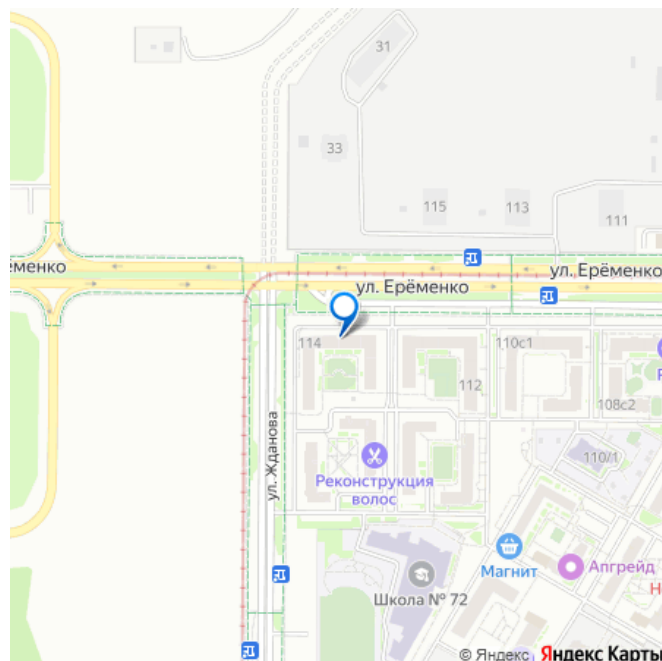 31
33
115
113
111
еменко
ул. Ерёменко
ул. Ерёменко
114
110с1
112
108с2
ул. Жданова
110/1
Реконструкция
волос
Магнит
Апгрейд
Школа № 72
© Яндекс Яндекс Карты